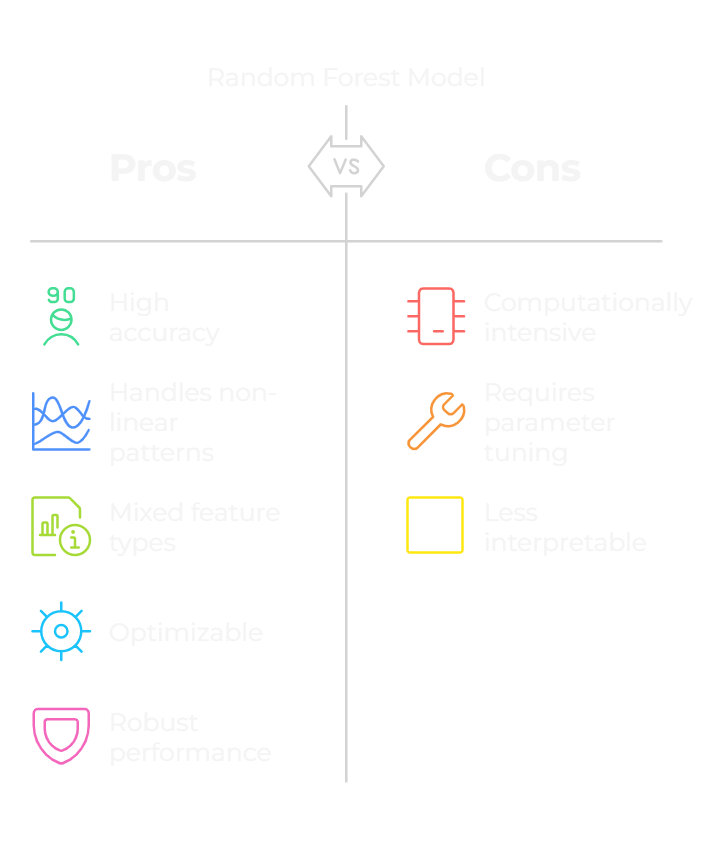 Random Forest Model
Pros
VS
Cons
90
High
accuracy
Handles non-
linear
patterns
Mixed feature
types
Optimizable
Robust
performance
Computationally
intensive
Requires
parameter
tuning
Less
interpretable